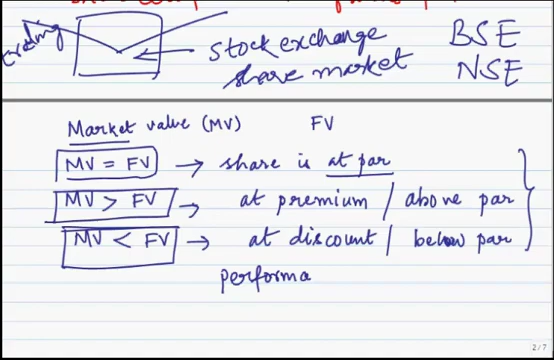 trading
stock exchange BSE
share market NSE
Market value (MV) FV
MV = FV → share is at par
MV > FV → at premium / above par
MV < FV → at discount / below par
performa
2/7